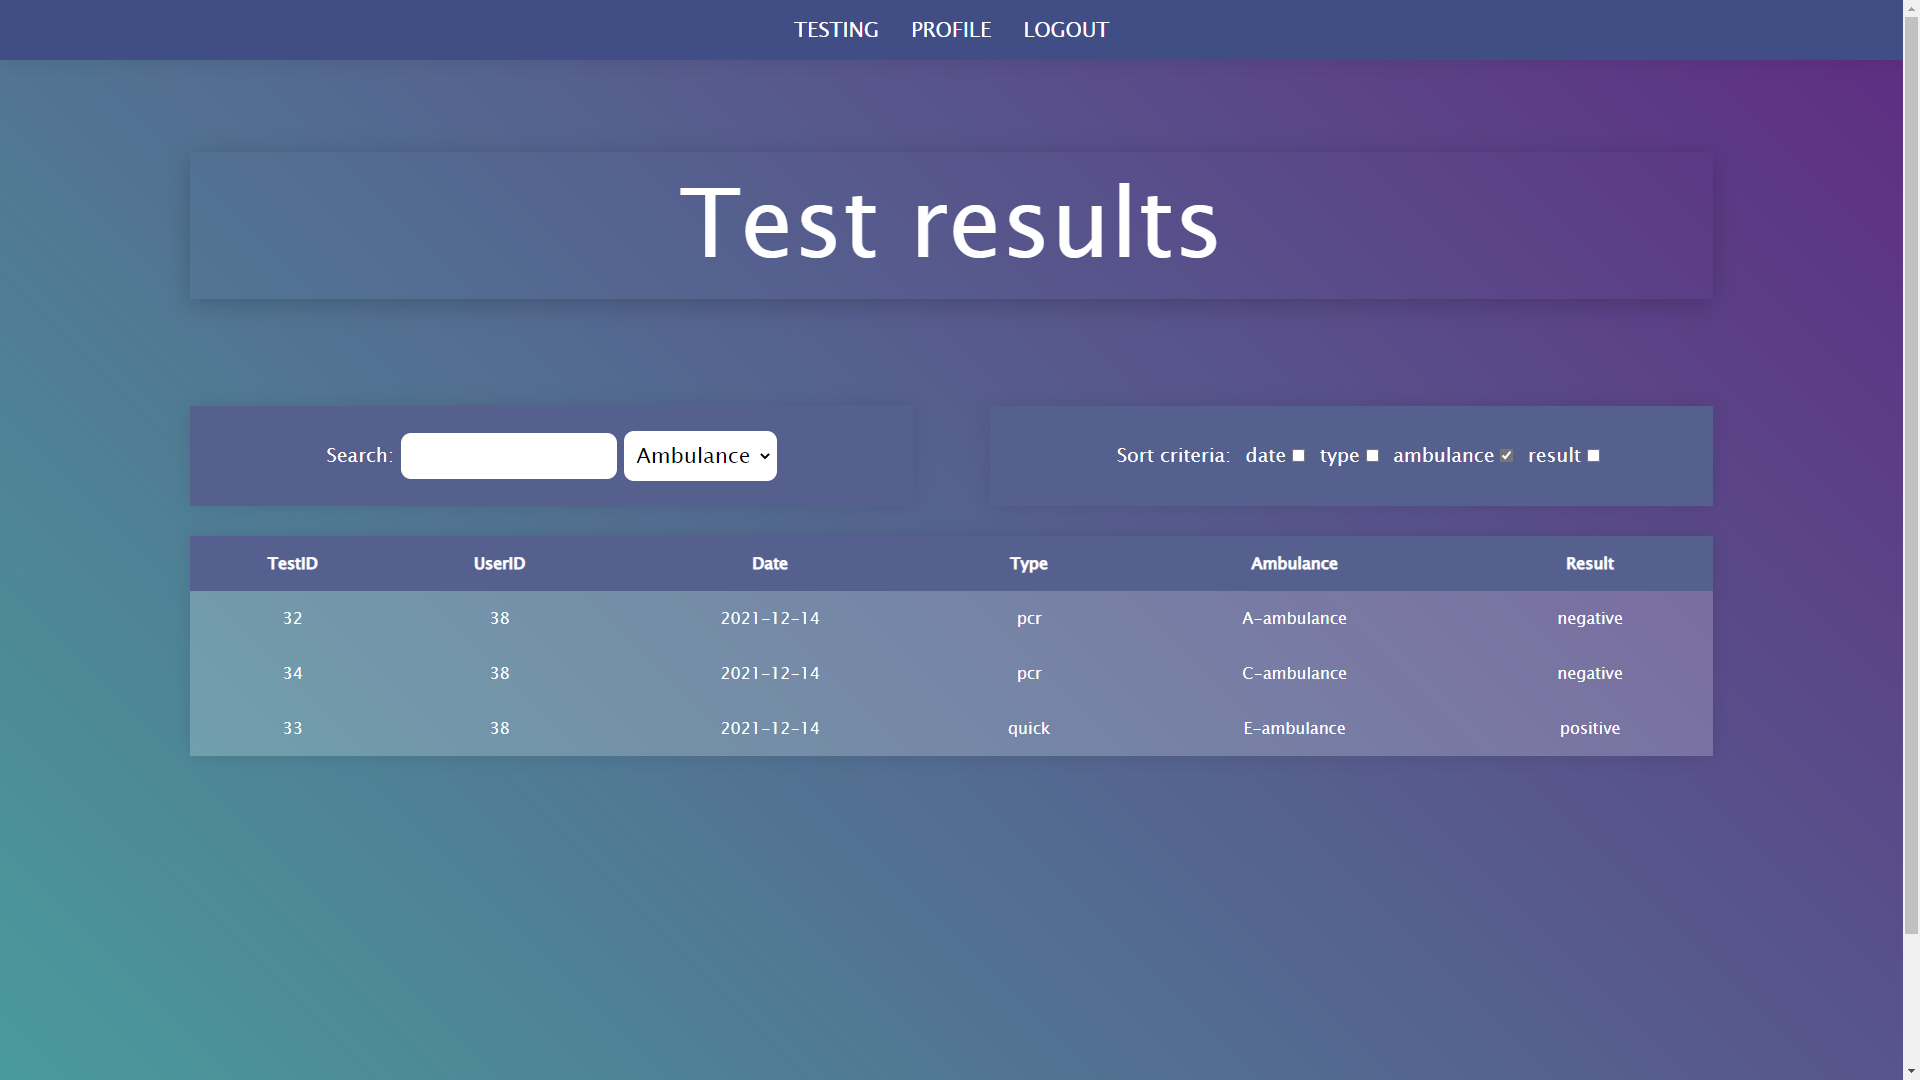 TESTING PROFILE LOGOUT
Test results
Search: Ambulance
Sort criteria: date type ambulance result
TestID UserID Date Type Ambulance Result
32 38 2021-12-14 pcr A-ambulance negative
34 38 2021-12-14 pcr C-ambulance negative
33 38 2021-12-14 quick E-ambulance positive